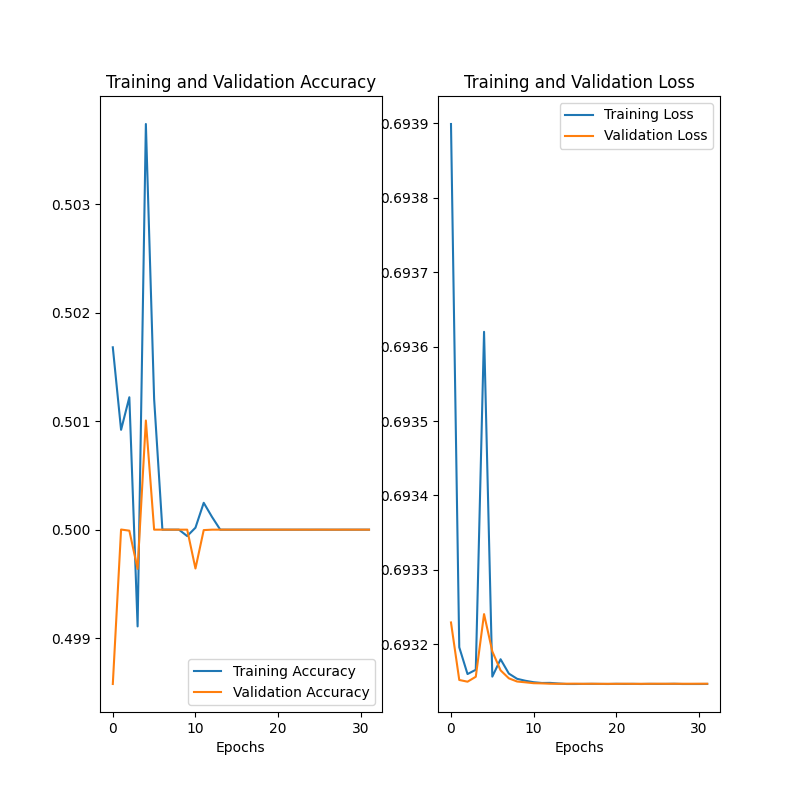 Training and Validation Accuracy
0.503
0.502
0.501
0.500
0.499
Training Accuracy
Validation Accuracy
0 10 20 30
Epochs
Training and Validation Loss
Training Loss
Validation Loss
0.6939
0.6938
0.6937
0.6936
0.6935
0.6934
0.6933
0.6932
0 10 20 30
Epochs